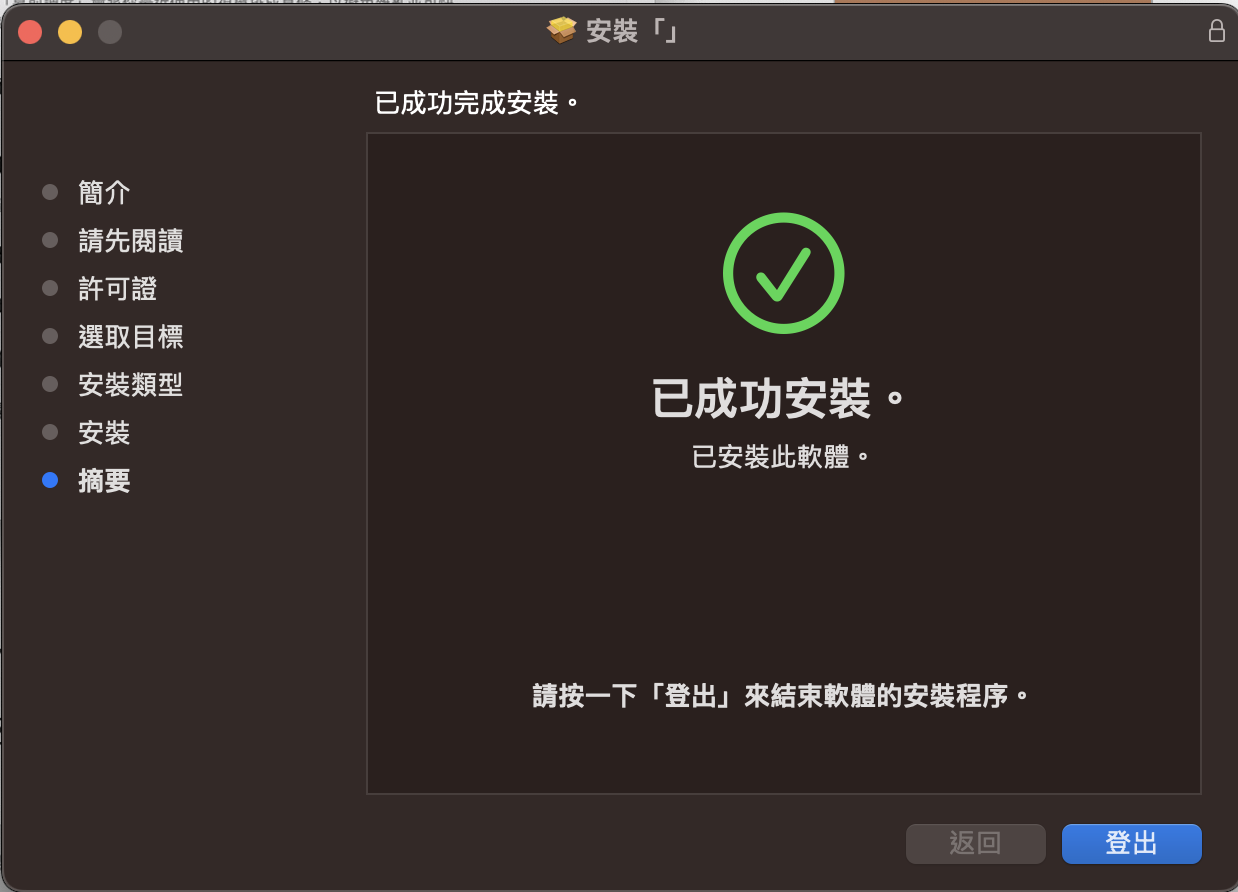 安裝「」
已成功完成安裝。
簡介
請先閱讀
許可證
選取目標
安裝類型
安裝
摘要
已成功安裝。
已安裝此軟體。
請按一下「登出」來結束軟體的安裝程序。
返回
登出